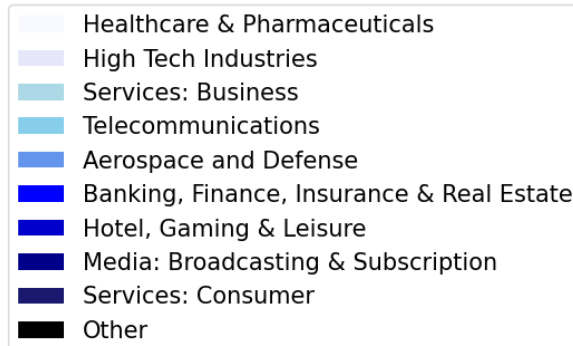 Healthcare & Pharmaceuticals
High Tech Industries
Services: Business
Telecommunications
Aerospace and Defense
Banking, Finance, Insurance & Real Estate
Hotel, Gaming & Leisure
Media: Broadcasting & Subscription
Services: Consumer
Other